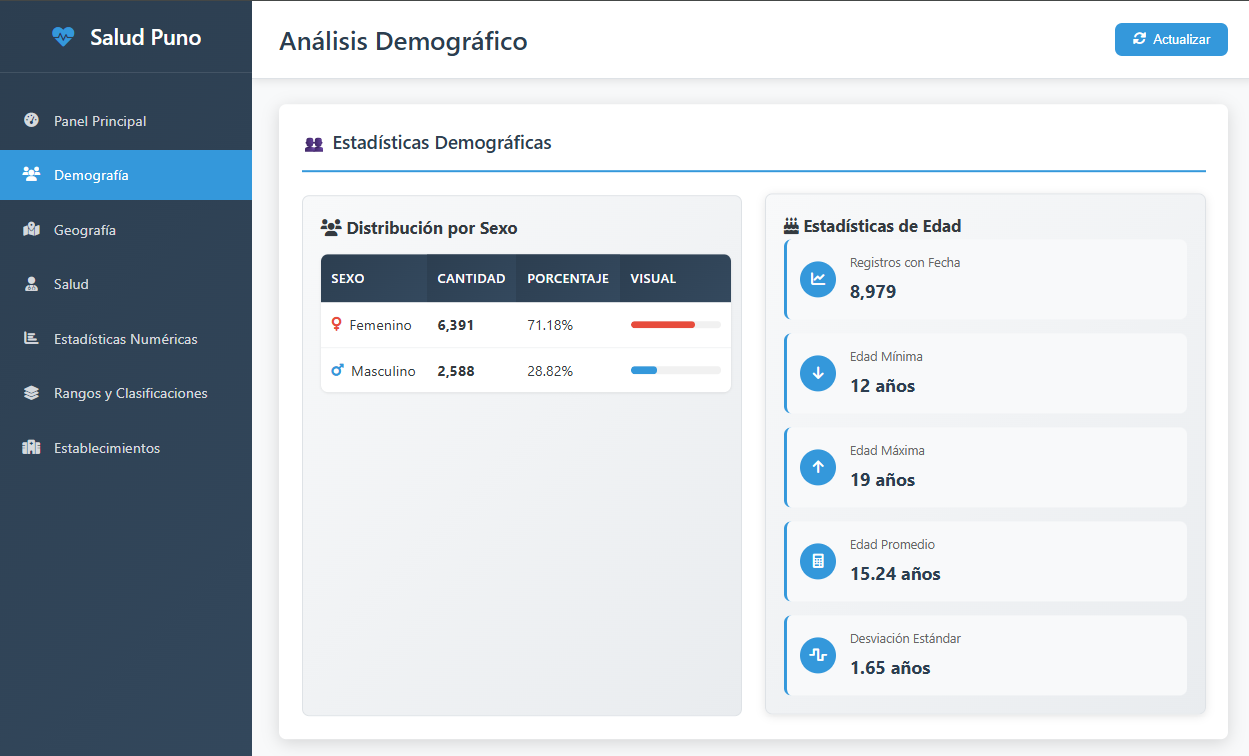 Salud Puno
Panel Principal
Demografía
Geografía
Salud
Estadísticas Numéricas
Rangos y Clasificaciones
Establecimientos
Análisis Demográfico
Actualizar
Estadísticas Demográficas
Distribución por Sexo
SEXO CANTIDAD PORCENTAJE VISUAL
Femenino 6,391 71.18%
Masculino 2,588 28.82%
Estadísticas de Edad
Registros con Fecha
8,979
Edad Mínima
12 años
Edad Máxima
19 años
Edad Promedio
15.24 años
Desviación Estándar
1.65 años